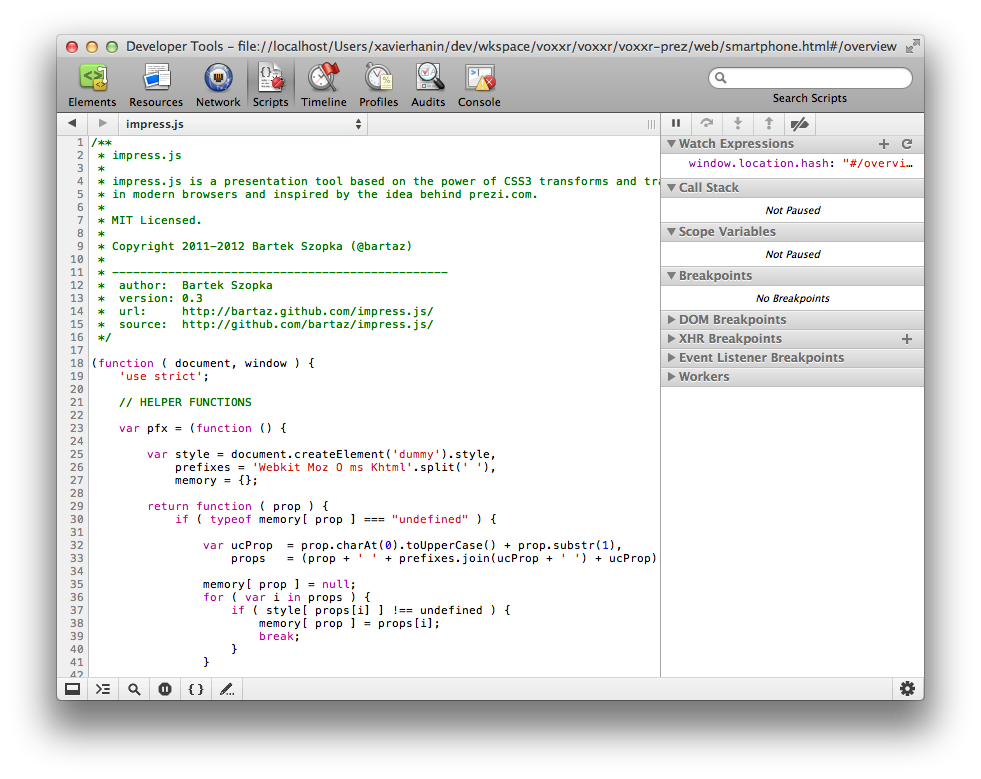 Developer Tools – file://localhost/Users/xavierhanin/dev/wkspace/voxxr/voxxr/voxxr-prez/web/smartphone.html#/overview
Elements Resources Network Scripts Timeline Profiles Audits Console Search Scripts
impress.js
1 /**
2  * impress.js
3  *
4  * impress.js is a presentation tool based on the power of CSS3 transforms and tra
5  * in modern browsers and inspired by the idea behind prezi.com.
6  *
7  * MIT Licensed.
8  *
9  * Copyright 2011-2012 Bartek Szopka (@bartaz)
10  *
11  * ------------------------------------------------
12  *  author:  Bartek Szopka
13  *  version: 0.3
14  *  url:     http://bartaz.github.com/impress.js/
15  *  source:  http://github.com/bartaz/impress.js/
16  */
17
18 (function ( document, window ) {
19     'use strict';
20
21     // HELPER FUNCTIONS
22
23     var pfx = (function () {
24
25         var style = document.createElement('dummy').style,
26             prefixes = 'Webkit Moz O ms Khtml'.split(' '),
27             memory = {};
28
29         return function ( prop ) {
30             if ( typeof memory[ prop ] === "undefined" ) {
31
32                 var ucProp  = prop.charAt(0).toUpperCase() + prop.substr(1),
33                     props   = (prop + ' ' + prefixes.join(ucProp + ' ') + ucProp)
34
35                 memory[ prop ] = null;
36                 for ( var i in props ) {
37                     if ( style[ props[i] ] !== undefined ) {
38                         memory[ prop ] = props[i];
39                         break;
40                     }
41                 }
42
Watch Expressions
window.location.hash: "#/overvi…
Call Stack
Not Paused
Scope Variables
Not Paused
Breakpoints
No Breakpoints
DOM Breakpoints
XHR Breakpoints
Event Listener Breakpoints
Workers